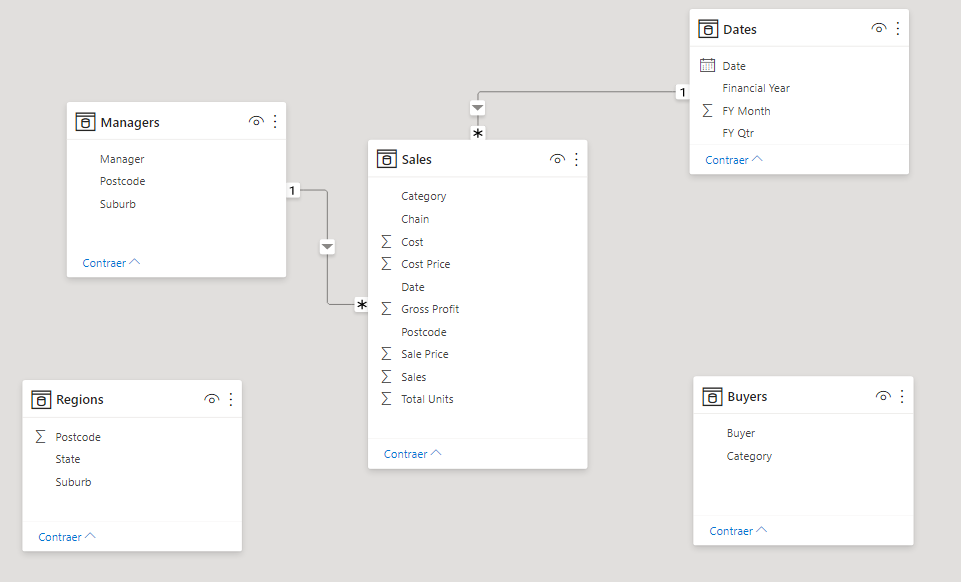 Dates
Date
Financial Year
FY Month
FY Qtr
Contraer
1
*
Managers
Manager
Postcode
Suburb
Contraer
1
*
Sales
Category
Chain
Cost
Cost Price
Date
Gross Profit
Postcode
Sale Price
Sales
Total Units
Contraer
Regions
Postcode
State
Suburb
Contraer
Buyers
Buyer
Category
Contraer